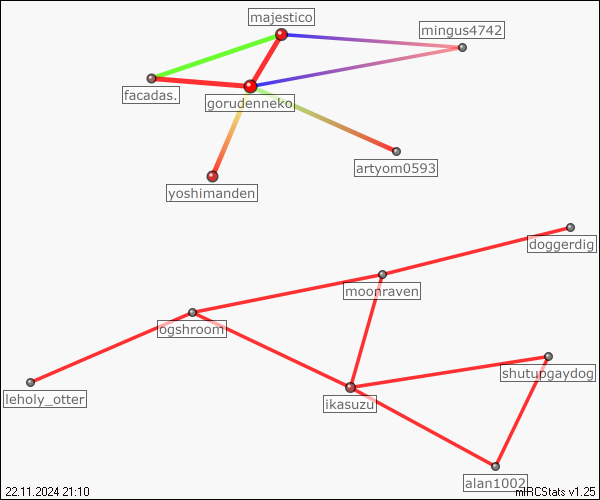 majestico
mingus4742
facadas.
gorudenneko
artyom0593
yoshimanden
doggerdig
moonraven
ogshroom
shutupgaydog
leholy_otter
ikasuzu
alan1002
22.11.2024 21:10
mIRCStats v1.25